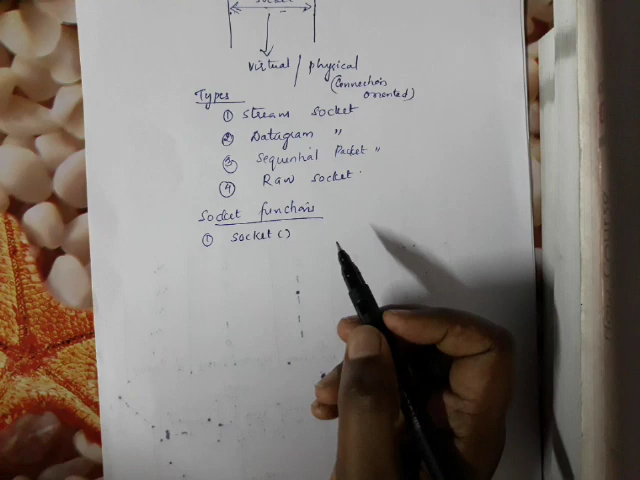 socket
virtual / physical
(Connection
oriented)
Types
① Stream Socket
② Datagram "
③ Sequential Packet "
④ Raw Socket
Socket functions
① Socket ()